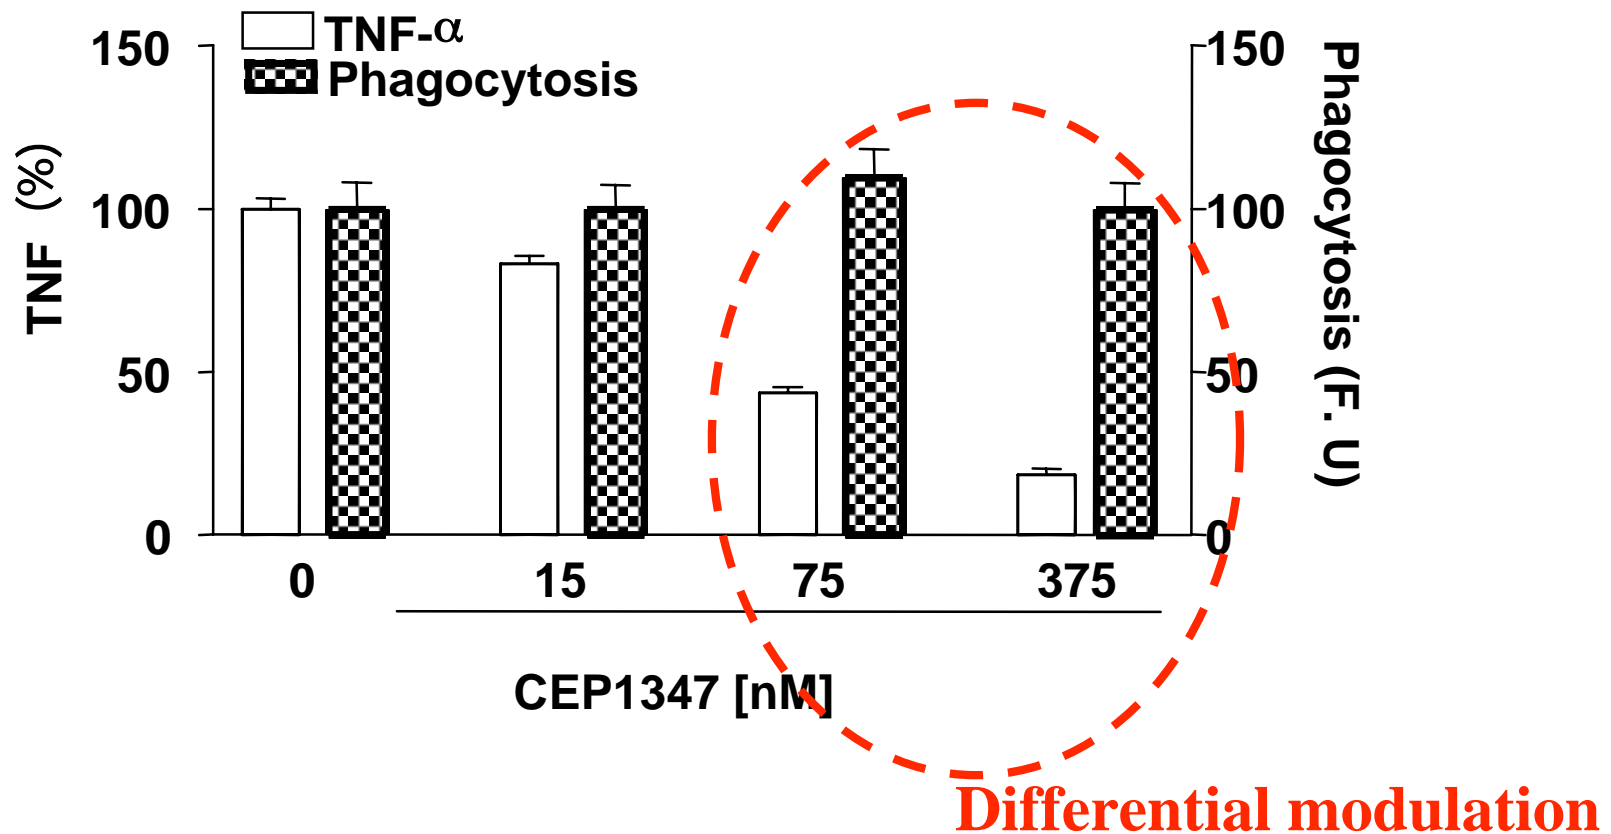 TNF-α
Phagocytosis
150
100
50
0
TNF (%)
150
100
50
0
Phagocytosis (F. U)
0 15 75 375
CEP1347 [nM]
Differential modulation